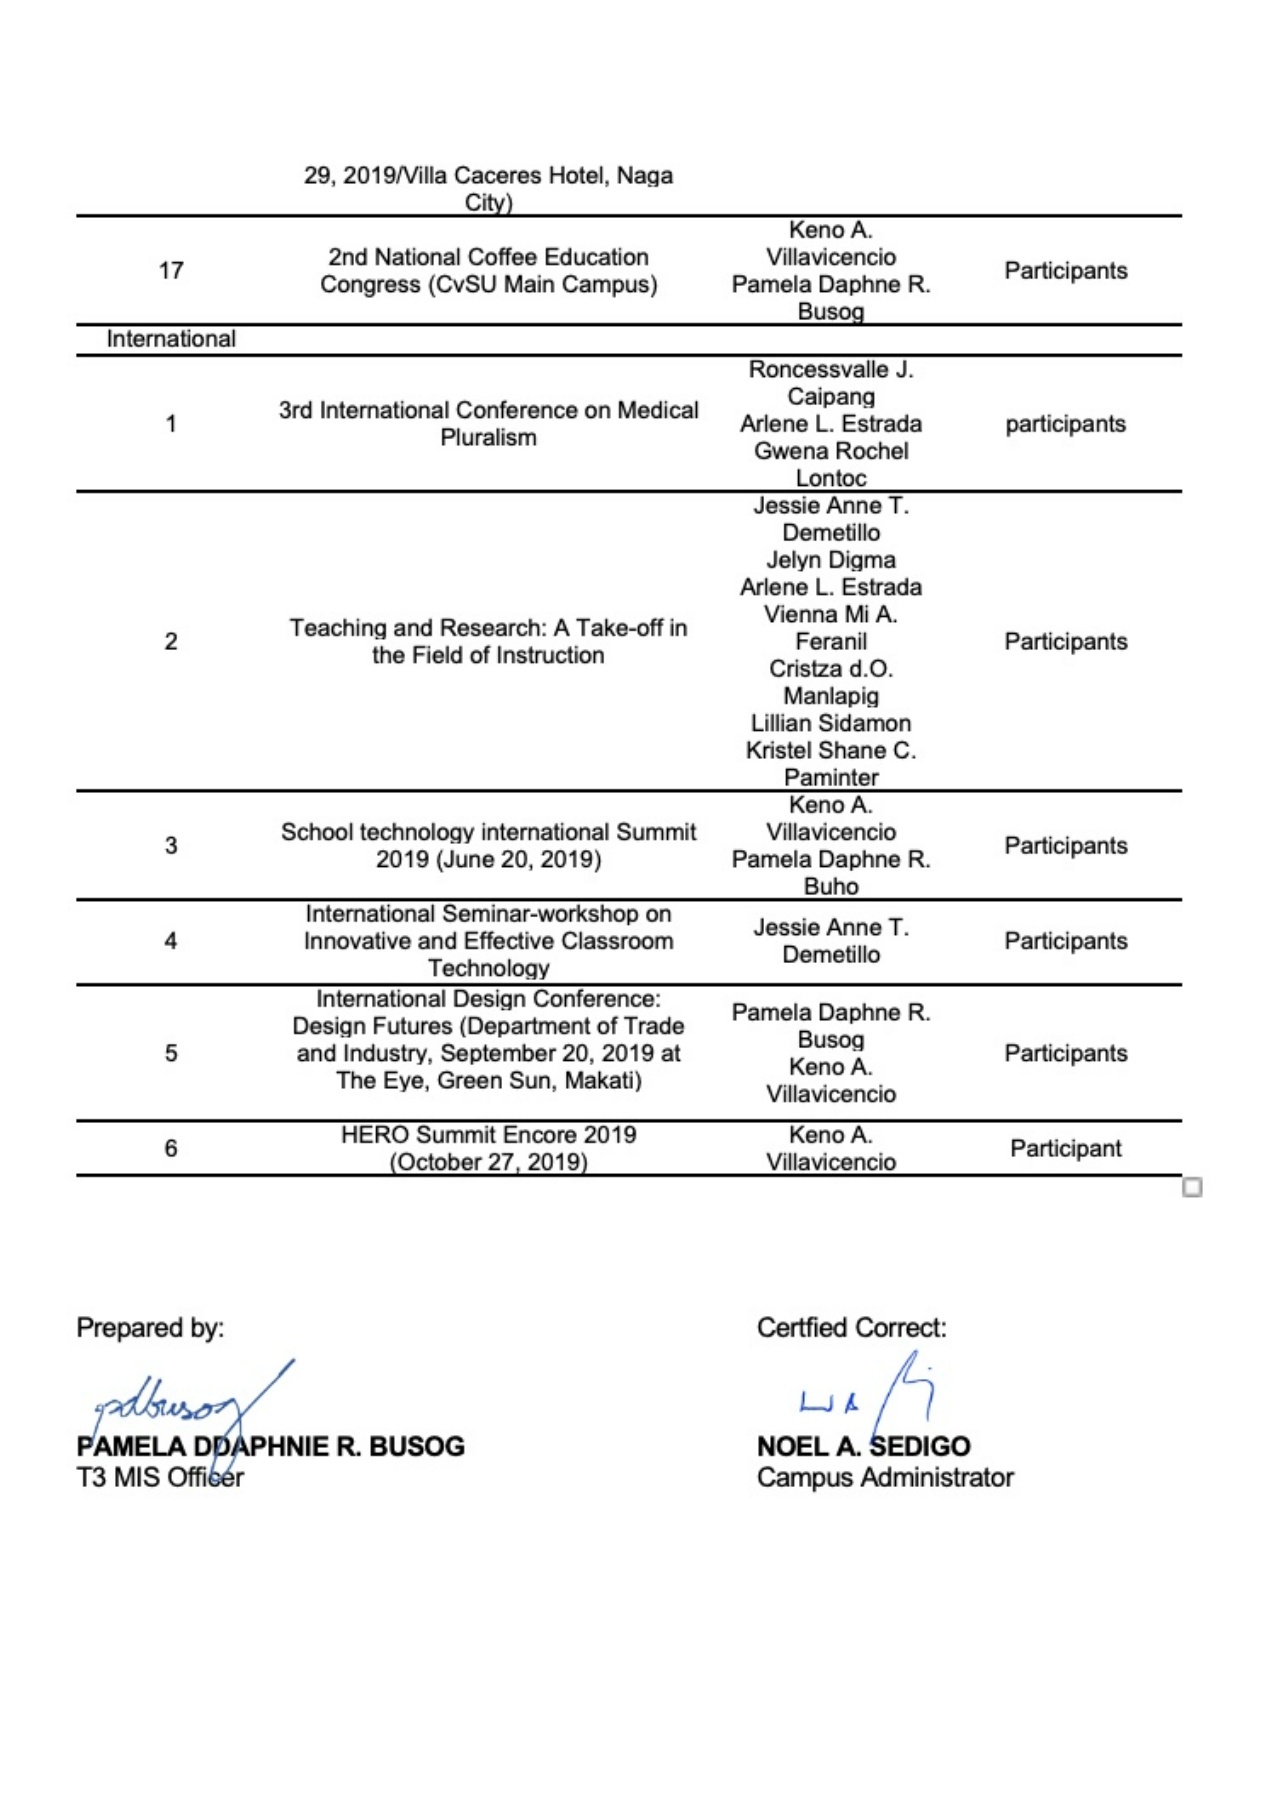 29, 2019/Villa Caceres Hotel, Naga
City)
17
2nd National Coffee Education
Congress (CvSU Main Campus)
Keno A.
Villavicencio
Pamela Daphne R.
Busog
Participants
International
1
3rd International Conference on Medical
Pluralism
Roncessvalle J.
Caipang
Arlene L. Estrada
Gwena Rochel
Lontoc
participants
2
Teaching and Research: A Take-off in
the Field of Instruction
Jessie Anne T.
Demetillo
Jelyn Digma
Arlene L. Estrada
Vienna Mi A.
Feranil
Cristza d.O.
Manlapig
Lillian Sidamon
Kristel Shane C.
Paminter
Participants
3
School technology international Summit
2019 (June 20, 2019)
Keno A.
Villavicencio
Pamela Daphne R.
Buho
Participants
4
International Seminar-workshop on
Innovative and Effective Classroom
Technology
Jessie Anne T.
Demetillo
Participants
5
International Design Conference:
Design Futures (Department of Trade
and Industry, September 20, 2019 at
The Eye, Green Sun, Makati)
Pamela Daphne R.
Busog
Keno A.
Villavicencio
Participants
6
HERO Summit Encore 2019
(October 27, 2019)
Keno A.
Villavicencio
Participant
Prepared by:
pdbusog
PAMELA DDAPHNIE R. BUSOG
T3 MIS Officer
Certfied Correct:
NOEL A. SEDIGO
Campus Administrator